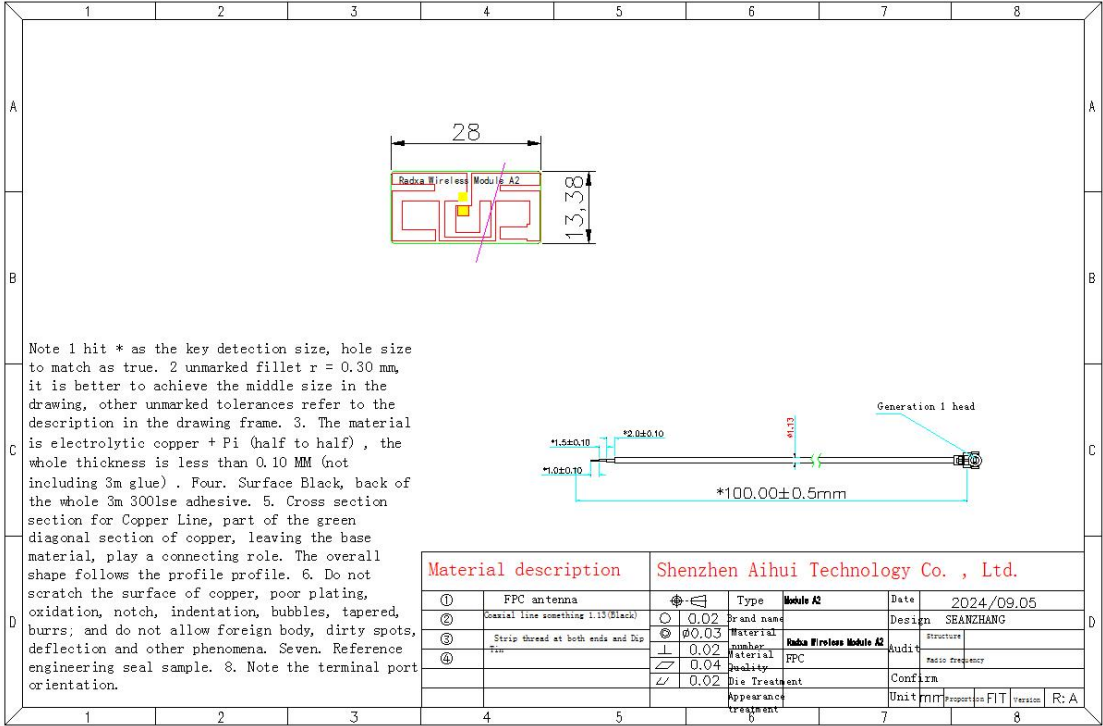 1 2 3 4 5 6 7 8
A A
28
Radxa Wireless Module A2
13,38
B B
Note 1 hit * as the key detection size, hole size
to match as true. 2 unmarked fillet r = 0.30 mm,
it is better to achieve the middle size in the
drawing, other unmarked tolerances refer to the
description in the drawing frame. 3. The material
is electrolytic copper + Pi (half to half) , the
whole thickness is less than 0.10 MM (not
including 3m glue) . Four. Surface Black, back of
the whole 3m 300lse adhesive. 5. Cross section
section for Copper Line, part of the green
diagonal section of copper, leaving the base
material, play a connecting role. The overall
shape follows the profile profile. 6. Do not
scratch the surface of copper, poor plating,
oxidation, notch, indentation, bubbles, tapered,
burrs; and do not allow foreign body, dirty spots,
deflection and other phenomena. Seven. Reference
engineering seal sample. 8. Note the terminal port
orientation.
Generation 1 head
ø1.13
*2.0±0.10
*1.5±0.10
*1.0±0.10
*100.00±0.5mm
C C
Material description
① FPC antenna
② Coaxial line something 1.13(Black)
③ Strip thread at both ends and Dip
Tin
④
Shenzhen Aihui Technology Co. , Ltd.
0.02
ø0.03
0.02
0.04
0.02
Type Module A2
Brand name
Material
number Radxa Wireless Module A2
Material
Quality FPC
Die Treatment
Appearance
treatment
Date 2024/09.05
Design SEANZHANG
Audit Structure
Radio frequency
Confirm
Unit mm Proportion FIT Version R: A
D D
1 2 3 4 5 6 7 8